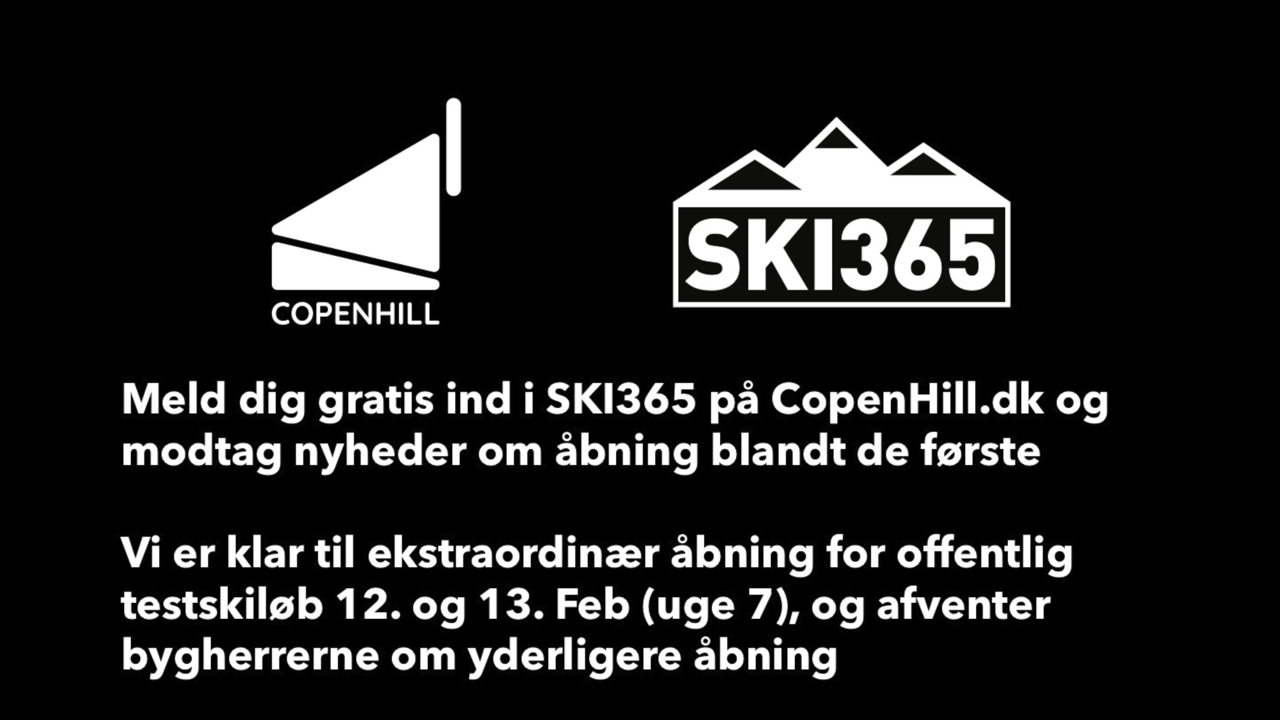 COPENHILL
SKI365
Meld dig gratis ind i SKI365 på CopenHill.dk og
modtag nyheder om åbning blandt de første
Vi er klar til ekstraordinær åbning for offentlig
testskiløb 12. og 13. Feb (uge 7), og afventer
bygherrerne om yderligere åbning